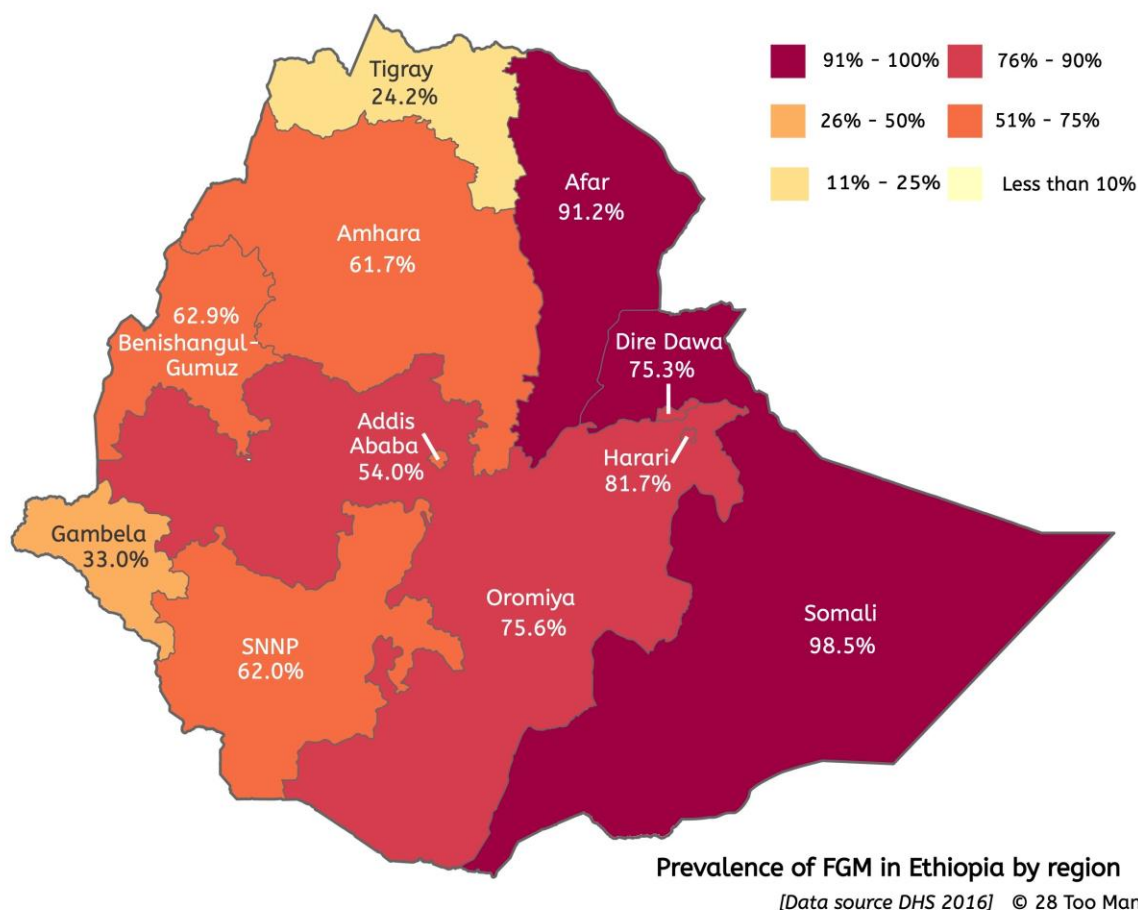 Tigray
24.2%
Afar
91.2%
Amhara
61.7%
62.9%
Benishangul-
Gumuz
Dire Dawa
75.3%
Addis
Ababa
54.0%
Harari
81.7%
Gambela
33.0%
Oromiya
75.6%
Somali
98.5%
SNNP
62.0%
91% - 100%
76% - 90%
26% - 50%
51% - 75%
11% - 25%
Less than 10%
Prevalence of FGM in Ethiopia by region
[Data source DHS 2016] © 28 Too Man